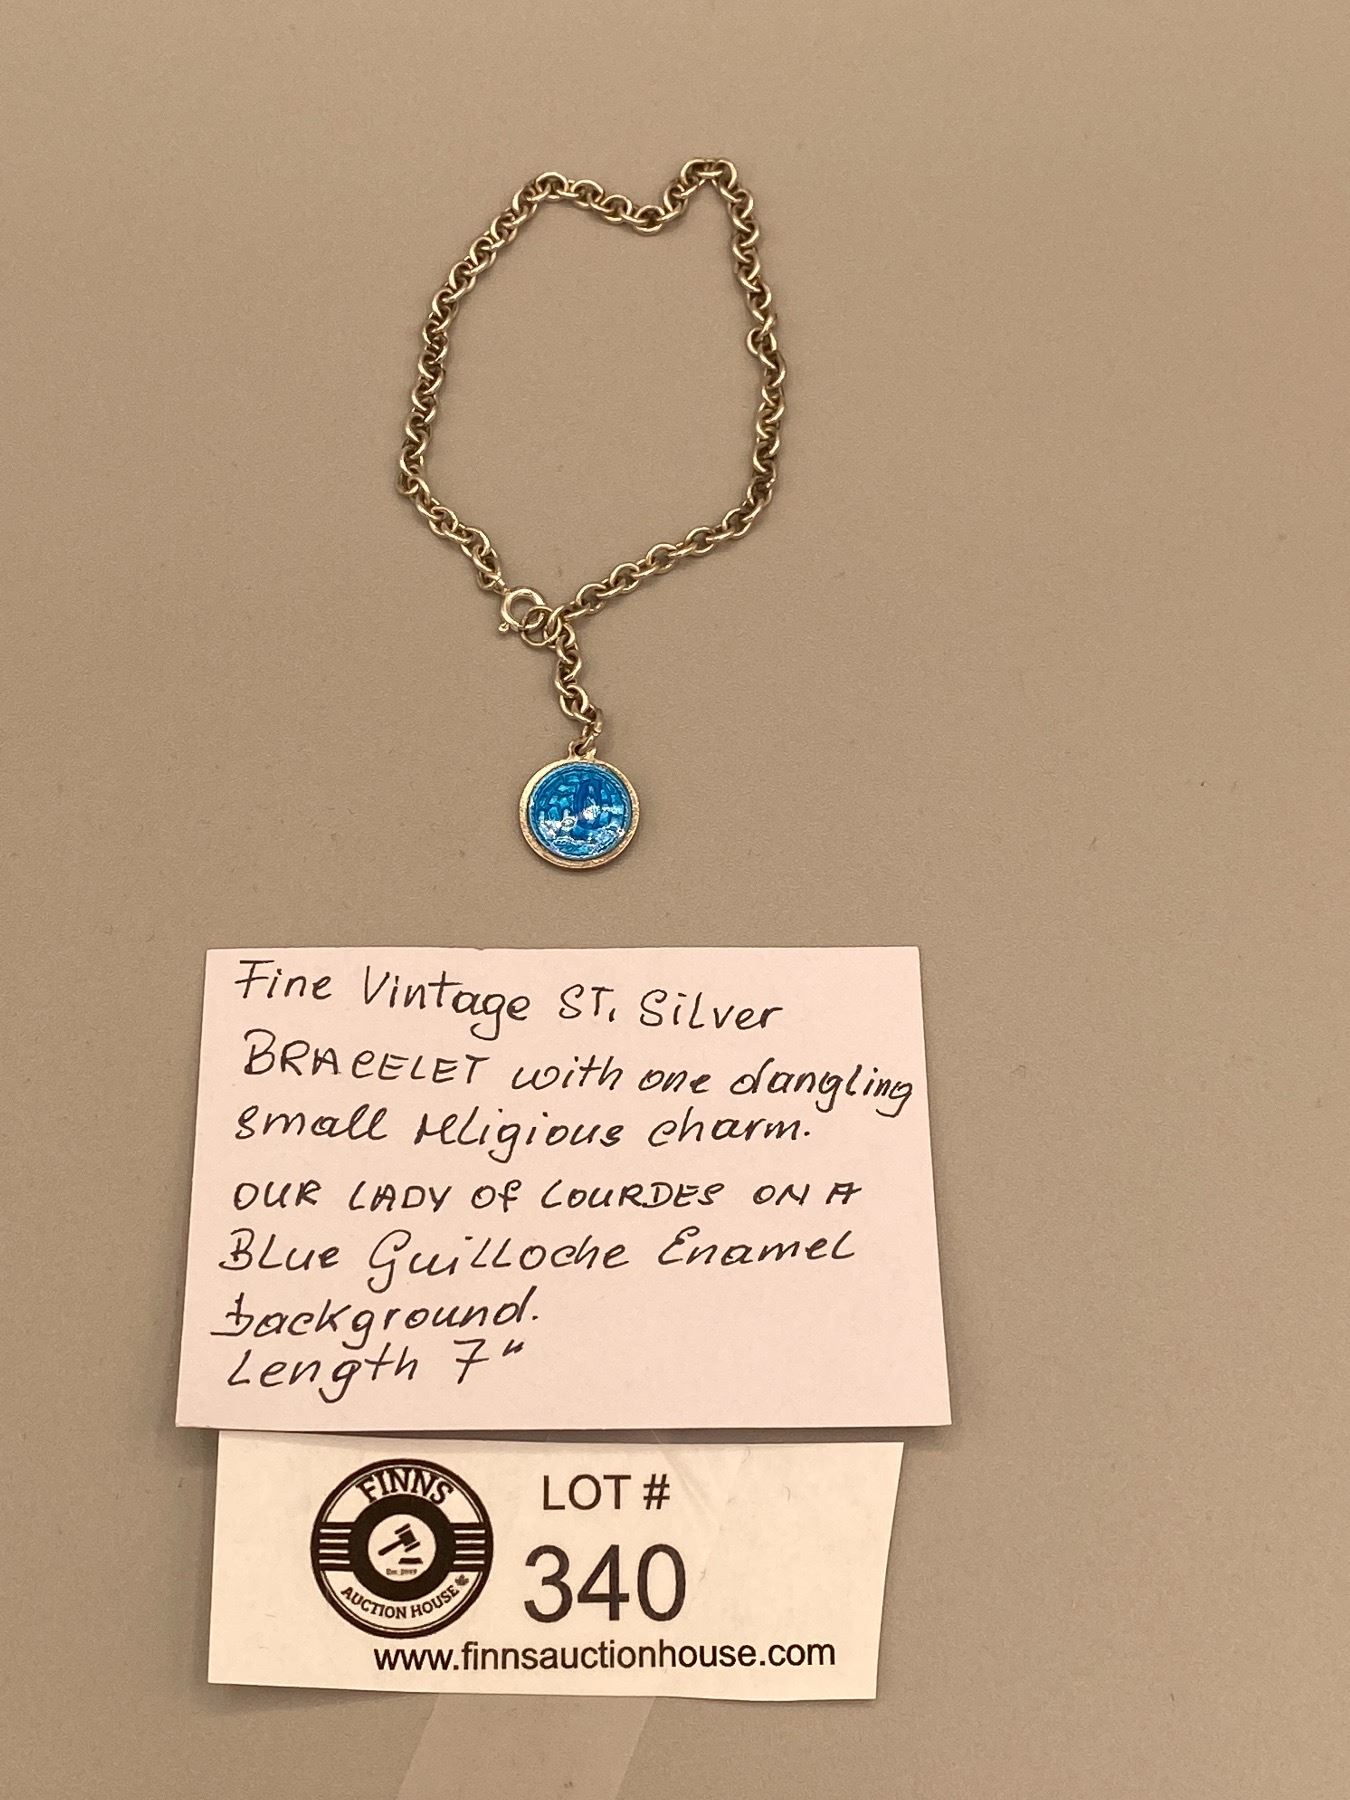 Fine Vintage ST. Silver
BRACELET with one dangling
small religious charm.
OUR LADY OF LOURDES ON A
BLue Guilloche Enamel
background.
Length 7"
FINNS
AUCTION HOUSE
LOT #
340
www.finnsauctionhouse.com